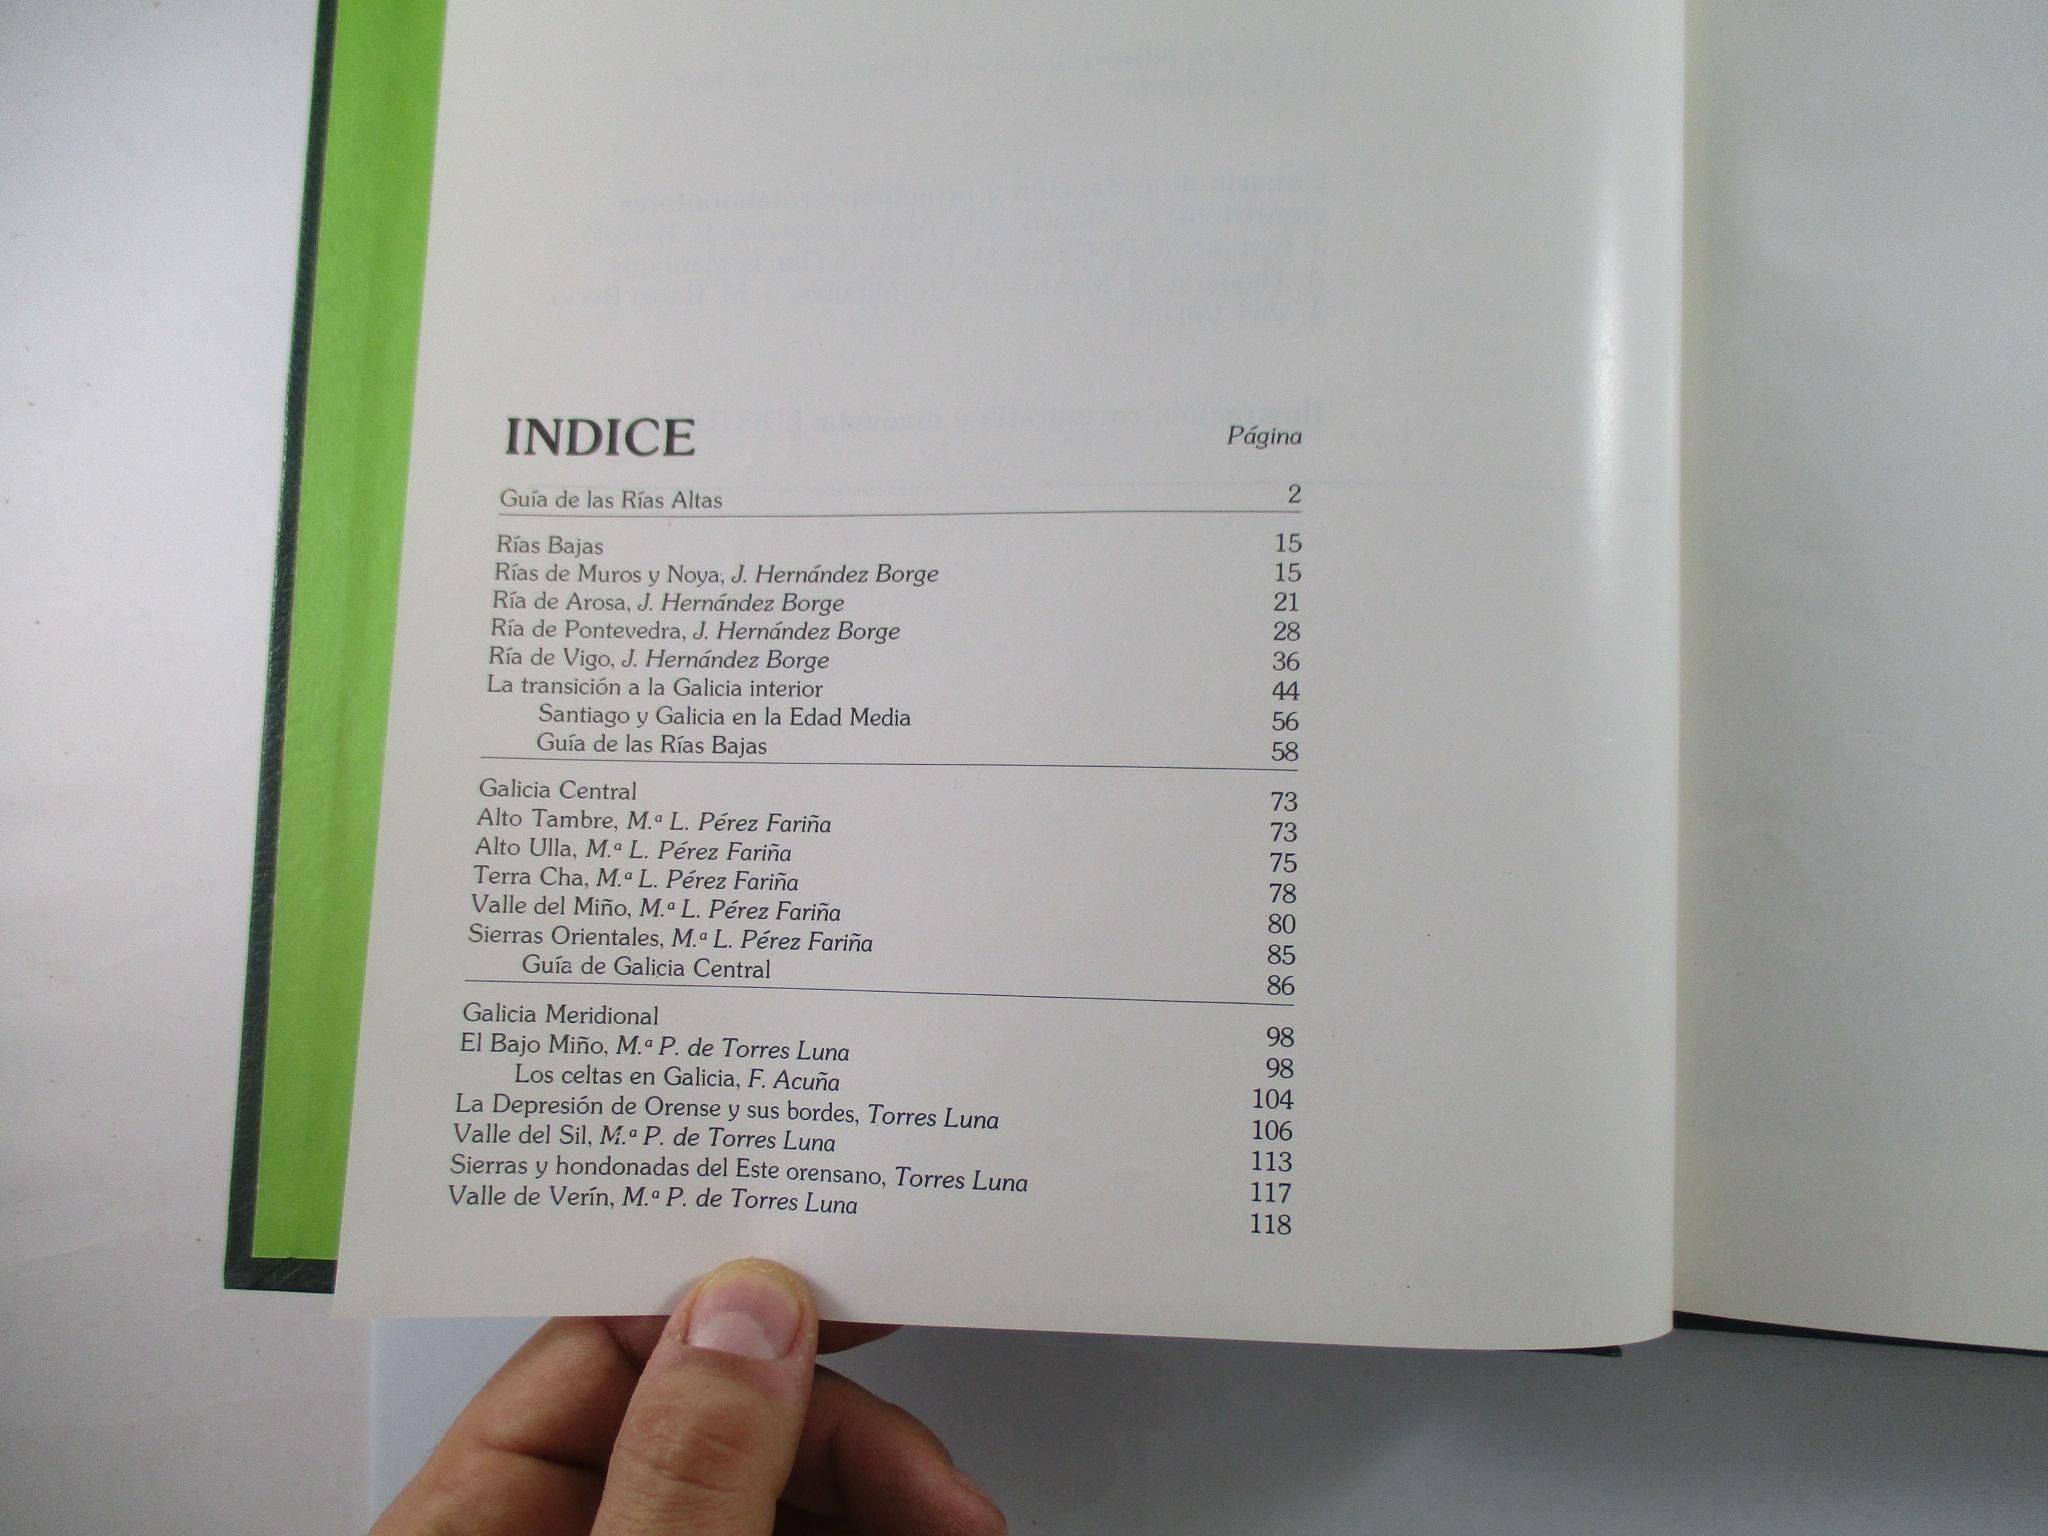 INDICE Página
Guía de las Rías Altas 2
Rías Bajas 15
Rías de Muros y Noya, J. Hernández Borge 15
Ría de Arosa, J. Hernández Borge 21
Ría de Pontevedra, J. Hernández Borge 28
Ría de Vigo, J. Hernández Borge 36
La transición a la Galicia interior 44
Santiago y Galicia en la Edad Media 56
Guía de las Rías Bajas 58
Galicia Central 73
Alto Tambre, M.ª L. Pérez Fariña 73
Alto Ulla, M.ª L. Pérez Fariña 75
Terra Cha, M.ª L. Pérez Fariña 78
Valle del Miño, M.ª L. Pérez Fariña 80
Sierras Orientales, M.ª L. Pérez Fariña 85
Guía de Galicia Central 86
Galicia Meridional 98
El Bajo Miño, M.ª P. de Torres Luna 98
Los celtas en Galicia, F. Acuña 104
La Depresión de Orense y sus bordes, Torres Luna 106
Valle del Sil, M.ª P. de Torres Luna 113
Sierras y hondonadas del Este orensano, Torres Luna 117
Valle de Verín, M.ª P. de Torres Luna 118